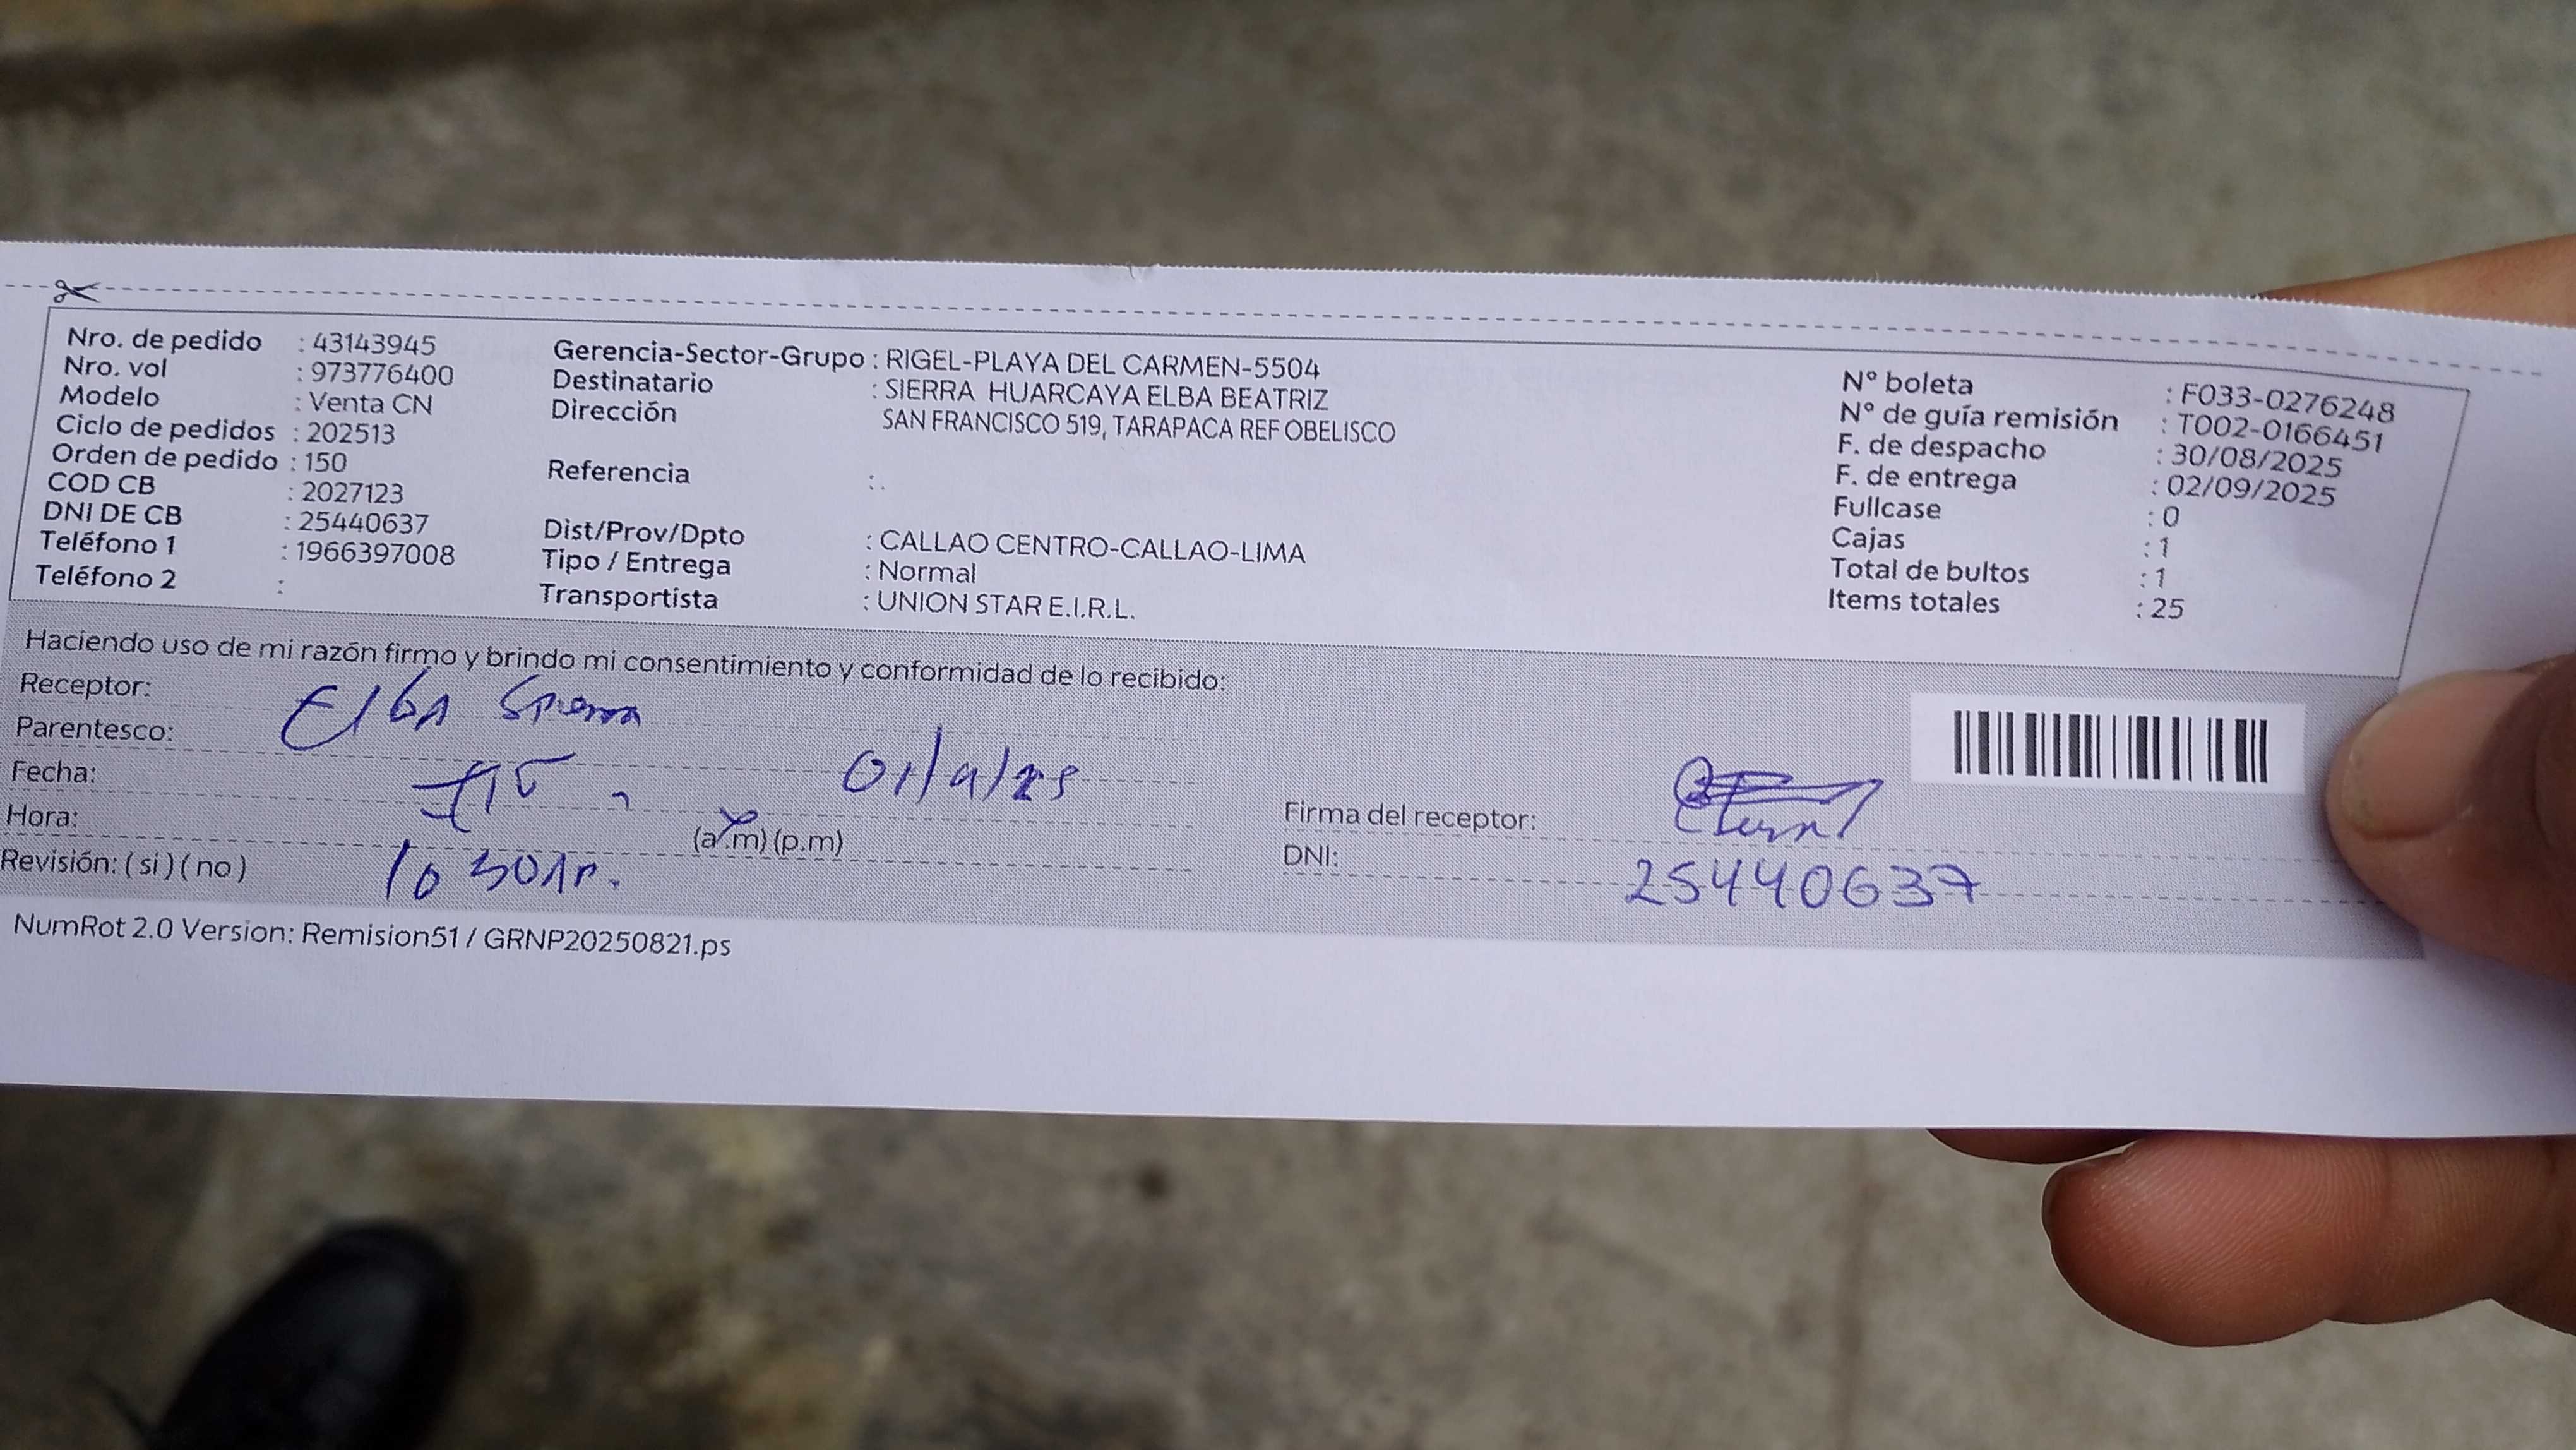 Nro. de pedido : 43143945
Nro. vol : 973776400
Modelo : Venta CN
Ciclo de pedidos : 202513
Orden de pedido : 150
COD CB : 2027123
DNI DE CB : 25440637
Teléfono 1 : 1966397008
Teléfono 2 :
Gerencia-Sector-Grupo : RIGEL-PLAYA DEL CARMEN-5504
Destinatario : SIERRA HUARCAYA ELBA BEATRIZ
Dirección SAN FRANCISCO 519, TARAPACA REF OBELISCO
Referencia : .
Dist/Prov/Dpto : CALLAO CENTRO-CALLAO-LIMA
Tipo / Entrega : Normal
Transportista : UNION STAR E.I.R.L.
N° boleta : F033-0276248
N° de guía remisión : T002-0166451
F. de despacho : 30/08/2025
F. de entrega : 02/09/2025
Fullcase : 0
Cajas : 1
Total de bultos : 1
Items totales : 25
Haciendo uso de mi razón firmo y brindo mi consentimiento y conformidad de lo recibido:
Receptor: Elba Sierra
Parentesco:
Fecha: 01/9/25
Hora: (a.m) (p.m)
Revisión: ( si ) ( no )
Firma del receptor:
DNI: 25440637
NumRot 2.0 Version: Remision51 / GRNP20250821.ps